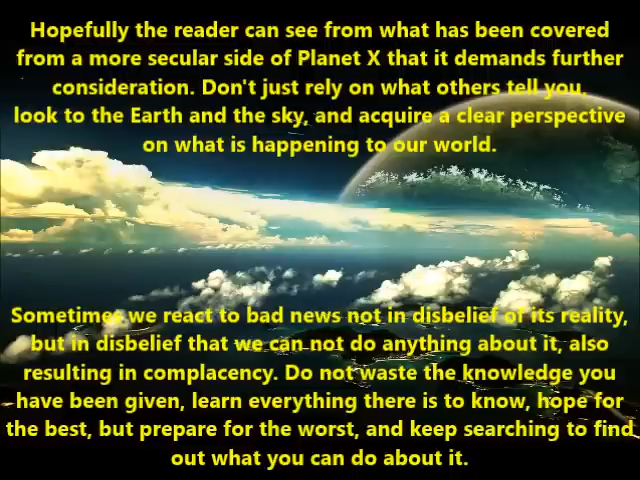 Hopefully the reader can see from what has been covered
from a more secular side of Planet X that it demands further
consideration. Don't just rely on what others tell you,
look to the Earth and the sky, and acquire a clear perspective
on what is happening to our world.
Sometimes we react to bad news not in disbelief of its reality,
but in disbelief that we can not do anything about it, also
resulting in complacency. Do not waste the knowledge you
have been given, learn everything there is to know, hope for
the best, but prepare for the worst, and keep searching to find
out what you can do about it.